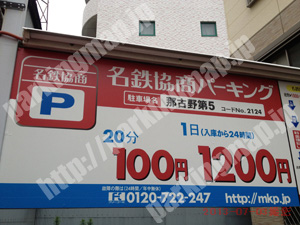 名鉄協商
P
名鉄協商パーキング
駐車場名 那古野第5 コードNo.2124
20分 1日(入庫から24時間)
100円 1200円
0120-722-247 http://mkp.jp